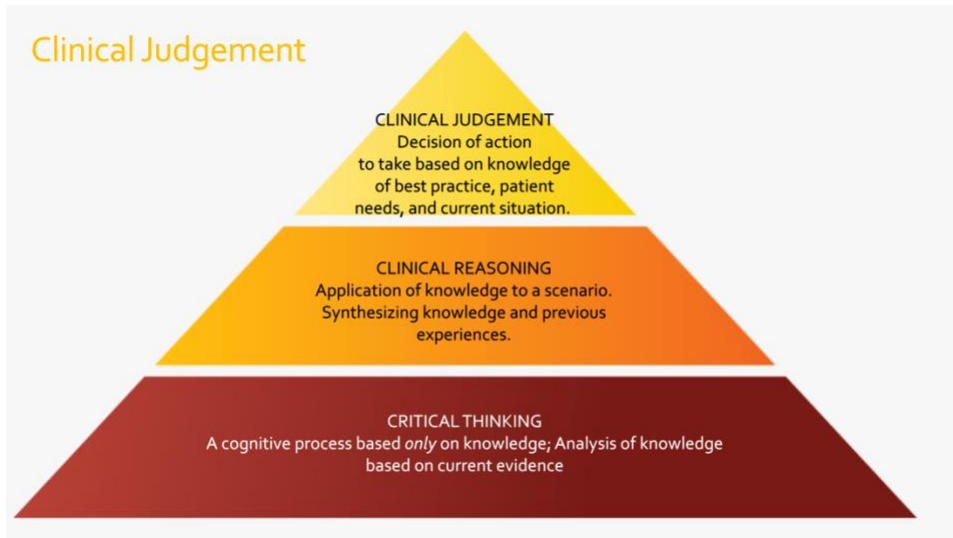 Clinical Judgement
CLINICAL JUDGEMENT
Decision of action
to take based on knowledge
of best practice, patient
needs, and current situation.
CLINICAL REASONING
Application of knowledge to a scenario.
Synthesizing knowledge and previous
experiences.
CRITICAL THINKING
A cognitive process based only on knowledge; Analysis of knowledge
based on current evidence